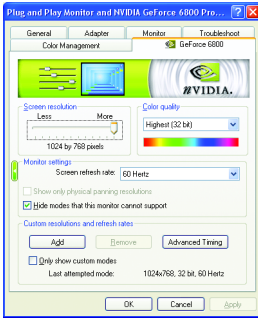 Plug and Play Monitor and NVIDIA GeForce 6800 Pro...
General Adapter Monitor Troubleshoot
Color Management GeForce 6800
NVIDIA.
Screen resolution
Less More
1024 by 768 pixels
Color quality
Highest (32 bit)
Monitor settings
Screen refresh rate: 60 Hertz
Show only physical panning resolutions
Hide modes that this monitor cannot support
Custom resolutions and refresh rates
Add Remove Advanced Timing
Only show custom modes
Last attempted mode: 1024x768, 32 bit, 60 Hertz
OK Cancel Apply